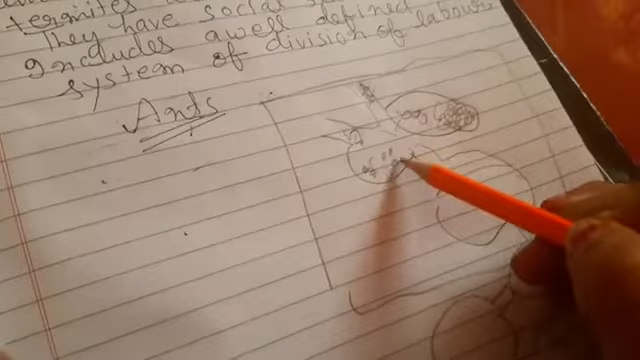 termites
They have social
Includes a well defined
system of division of labour
Ants